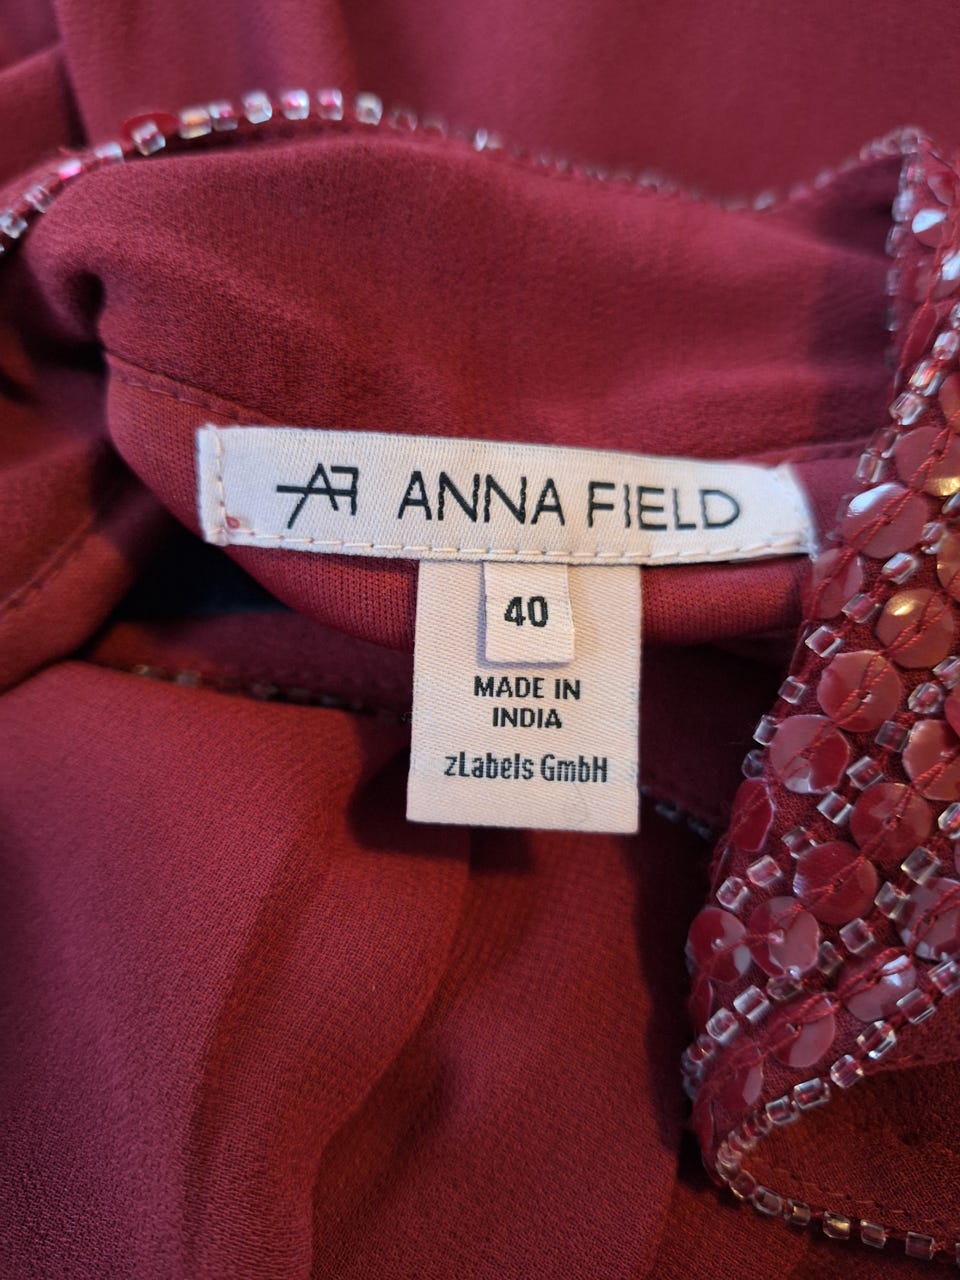 AF ANNA FIELD
40
MADE IN
INDIA
zLabels GmbH